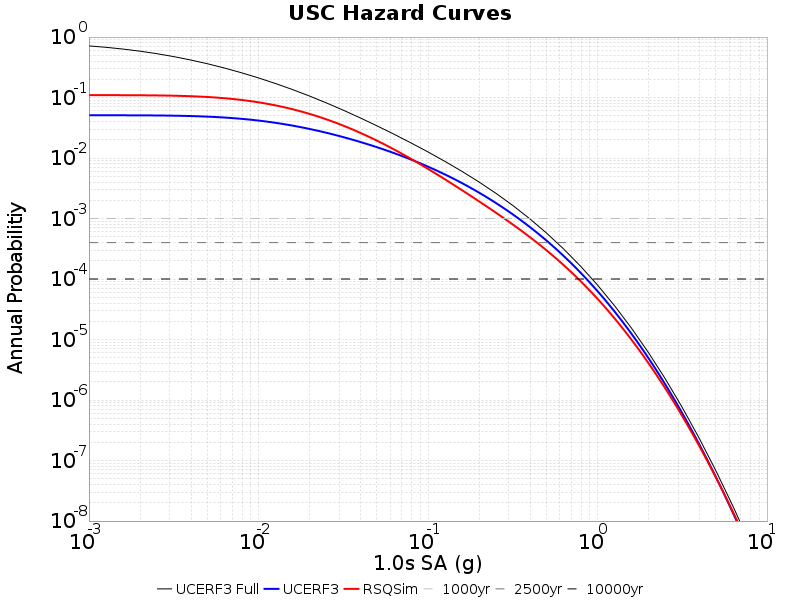 USC Hazard Curves
10^0
10^-1
10^-2
10^-3
10^-4
10^-5
10^-6
10^-7
10^-8
Annual Probabilitiy
10^-3 10^-2 10^-1 10^0 10^1
1.0s SA (g)
UCERF3 Full UCERF3 RSQSim 1000yr 2500yr 10000yr